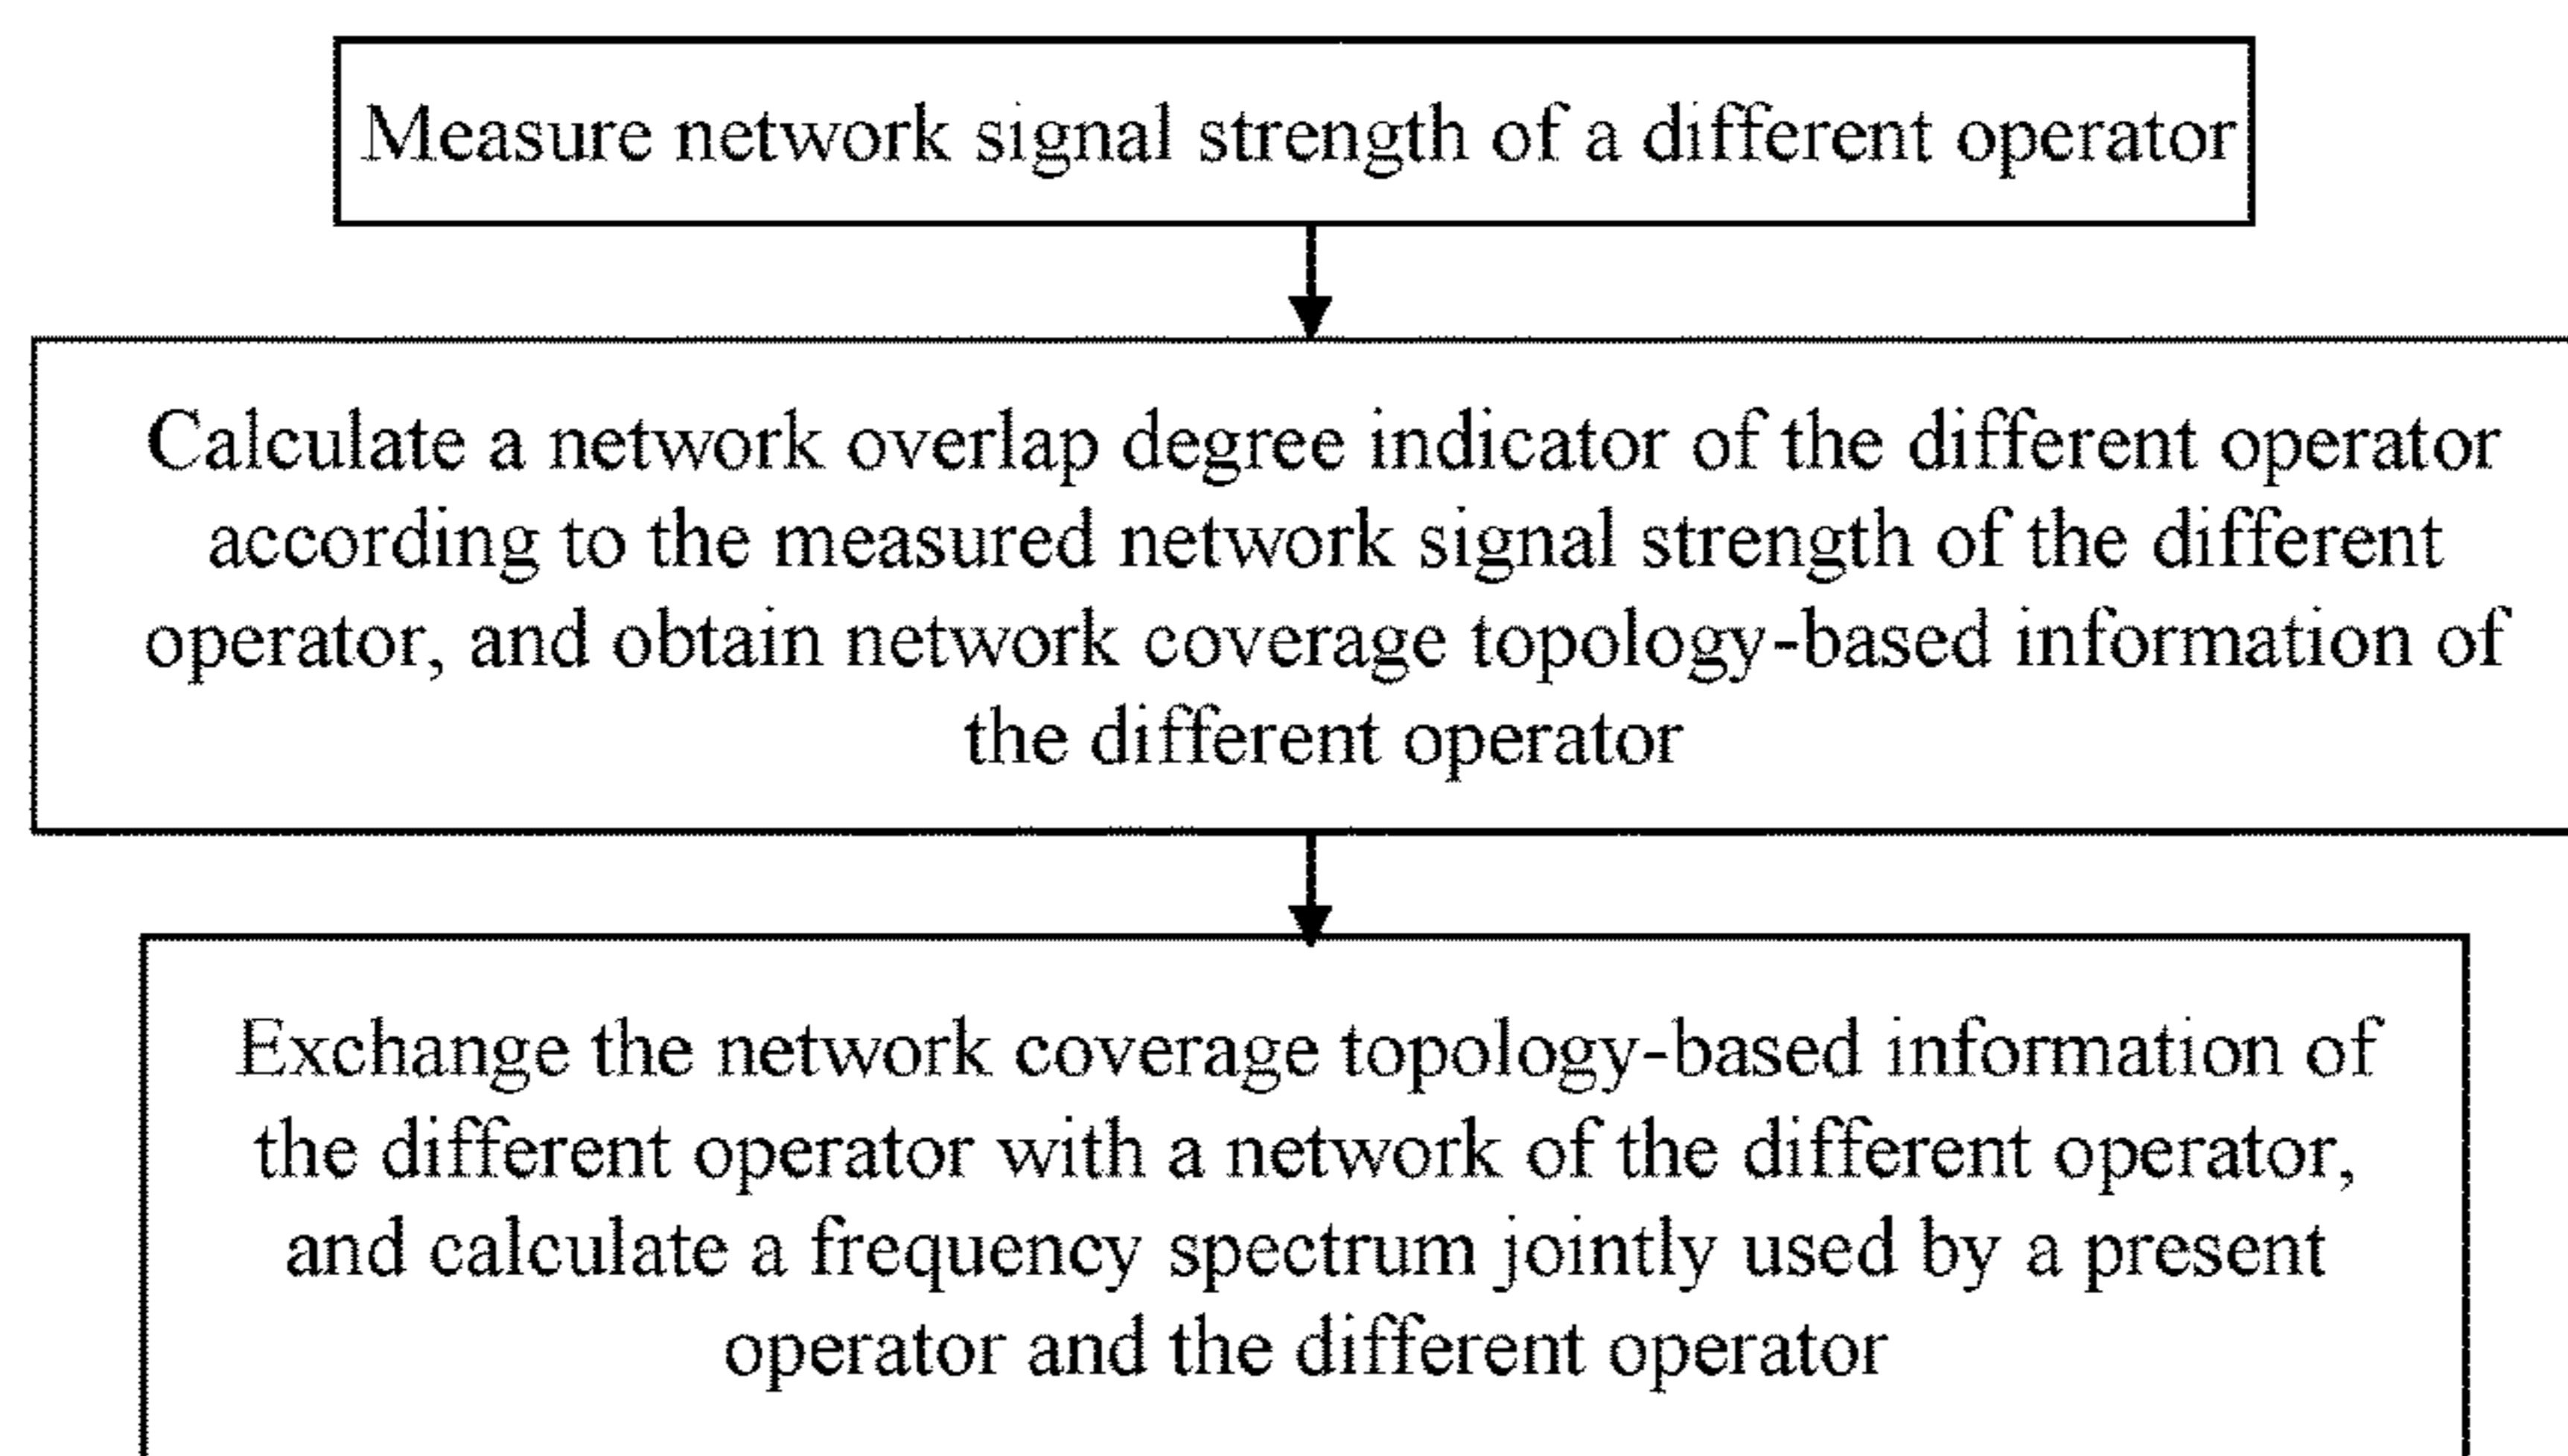 Measure network signal strength of a different operator
Calculate a network overlap degree indicator of the different operator
according to the measured network signal strength of the different
operator, and obtain network coverage topology-based information of
the different operator
Exchange the network coverage topology-based information of
the different operator with a network of the different operator,
and calculate a frequency spectrum jointly used by a present
operator and the different operator